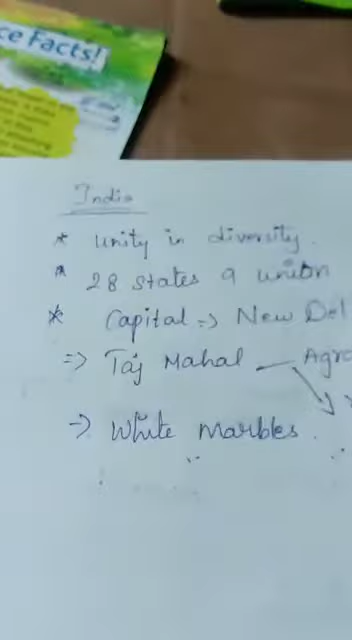 ce Facts!
India
* Unity in diversity.
* 28 states 9 union
* Capital => New Del
=> Taj Mahal — Agra
-> White Marbles.